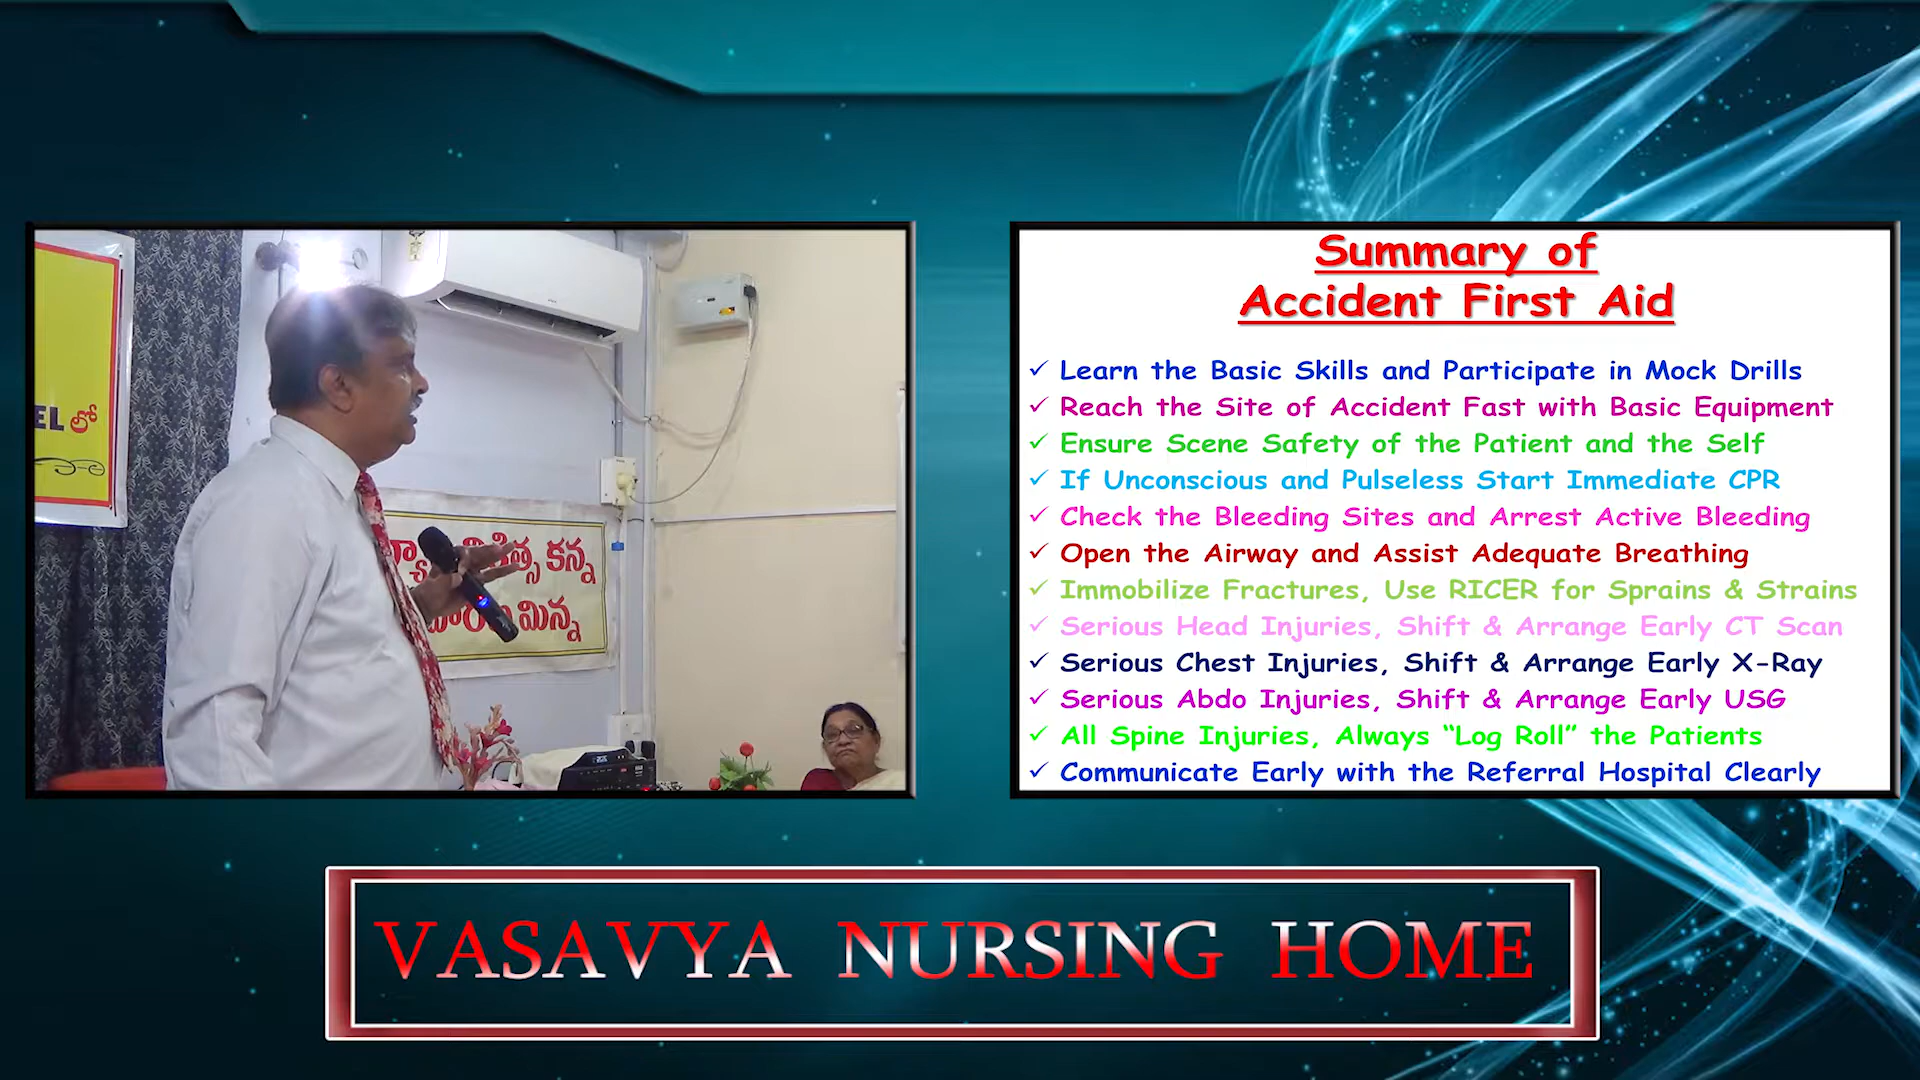 EL లో
కన్న
మిన్న
Summary of
Accident First Aid
✓ Learn the Basic Skills and Participate in Mock Drills
✓ Reach the Site of Accident Fast with Basic Equipment
✓ Ensure Scene Safety of the Patient and the Self
✓ If Unconscious and Pulseless Start Immediate CPR
✓ Check the Bleeding Sites and Arrest Active Bleeding
✓ Open the Airway and Assist Adequate Breathing
✓ Immobilize Fractures, Use RICER for Sprains & Strains
✓ Serious Head Injuries, Shift & Arrange Early CT Scan
✓ Serious Chest Injuries, Shift & Arrange Early X-Ray
✓ Serious Abdo Injuries, Shift & Arrange Early USG
✓ All Spine Injuries, Always “Log Roll” the Patients
✓ Communicate Early with the Referral Hospital Clearly
VASAVYA NURSING HOME